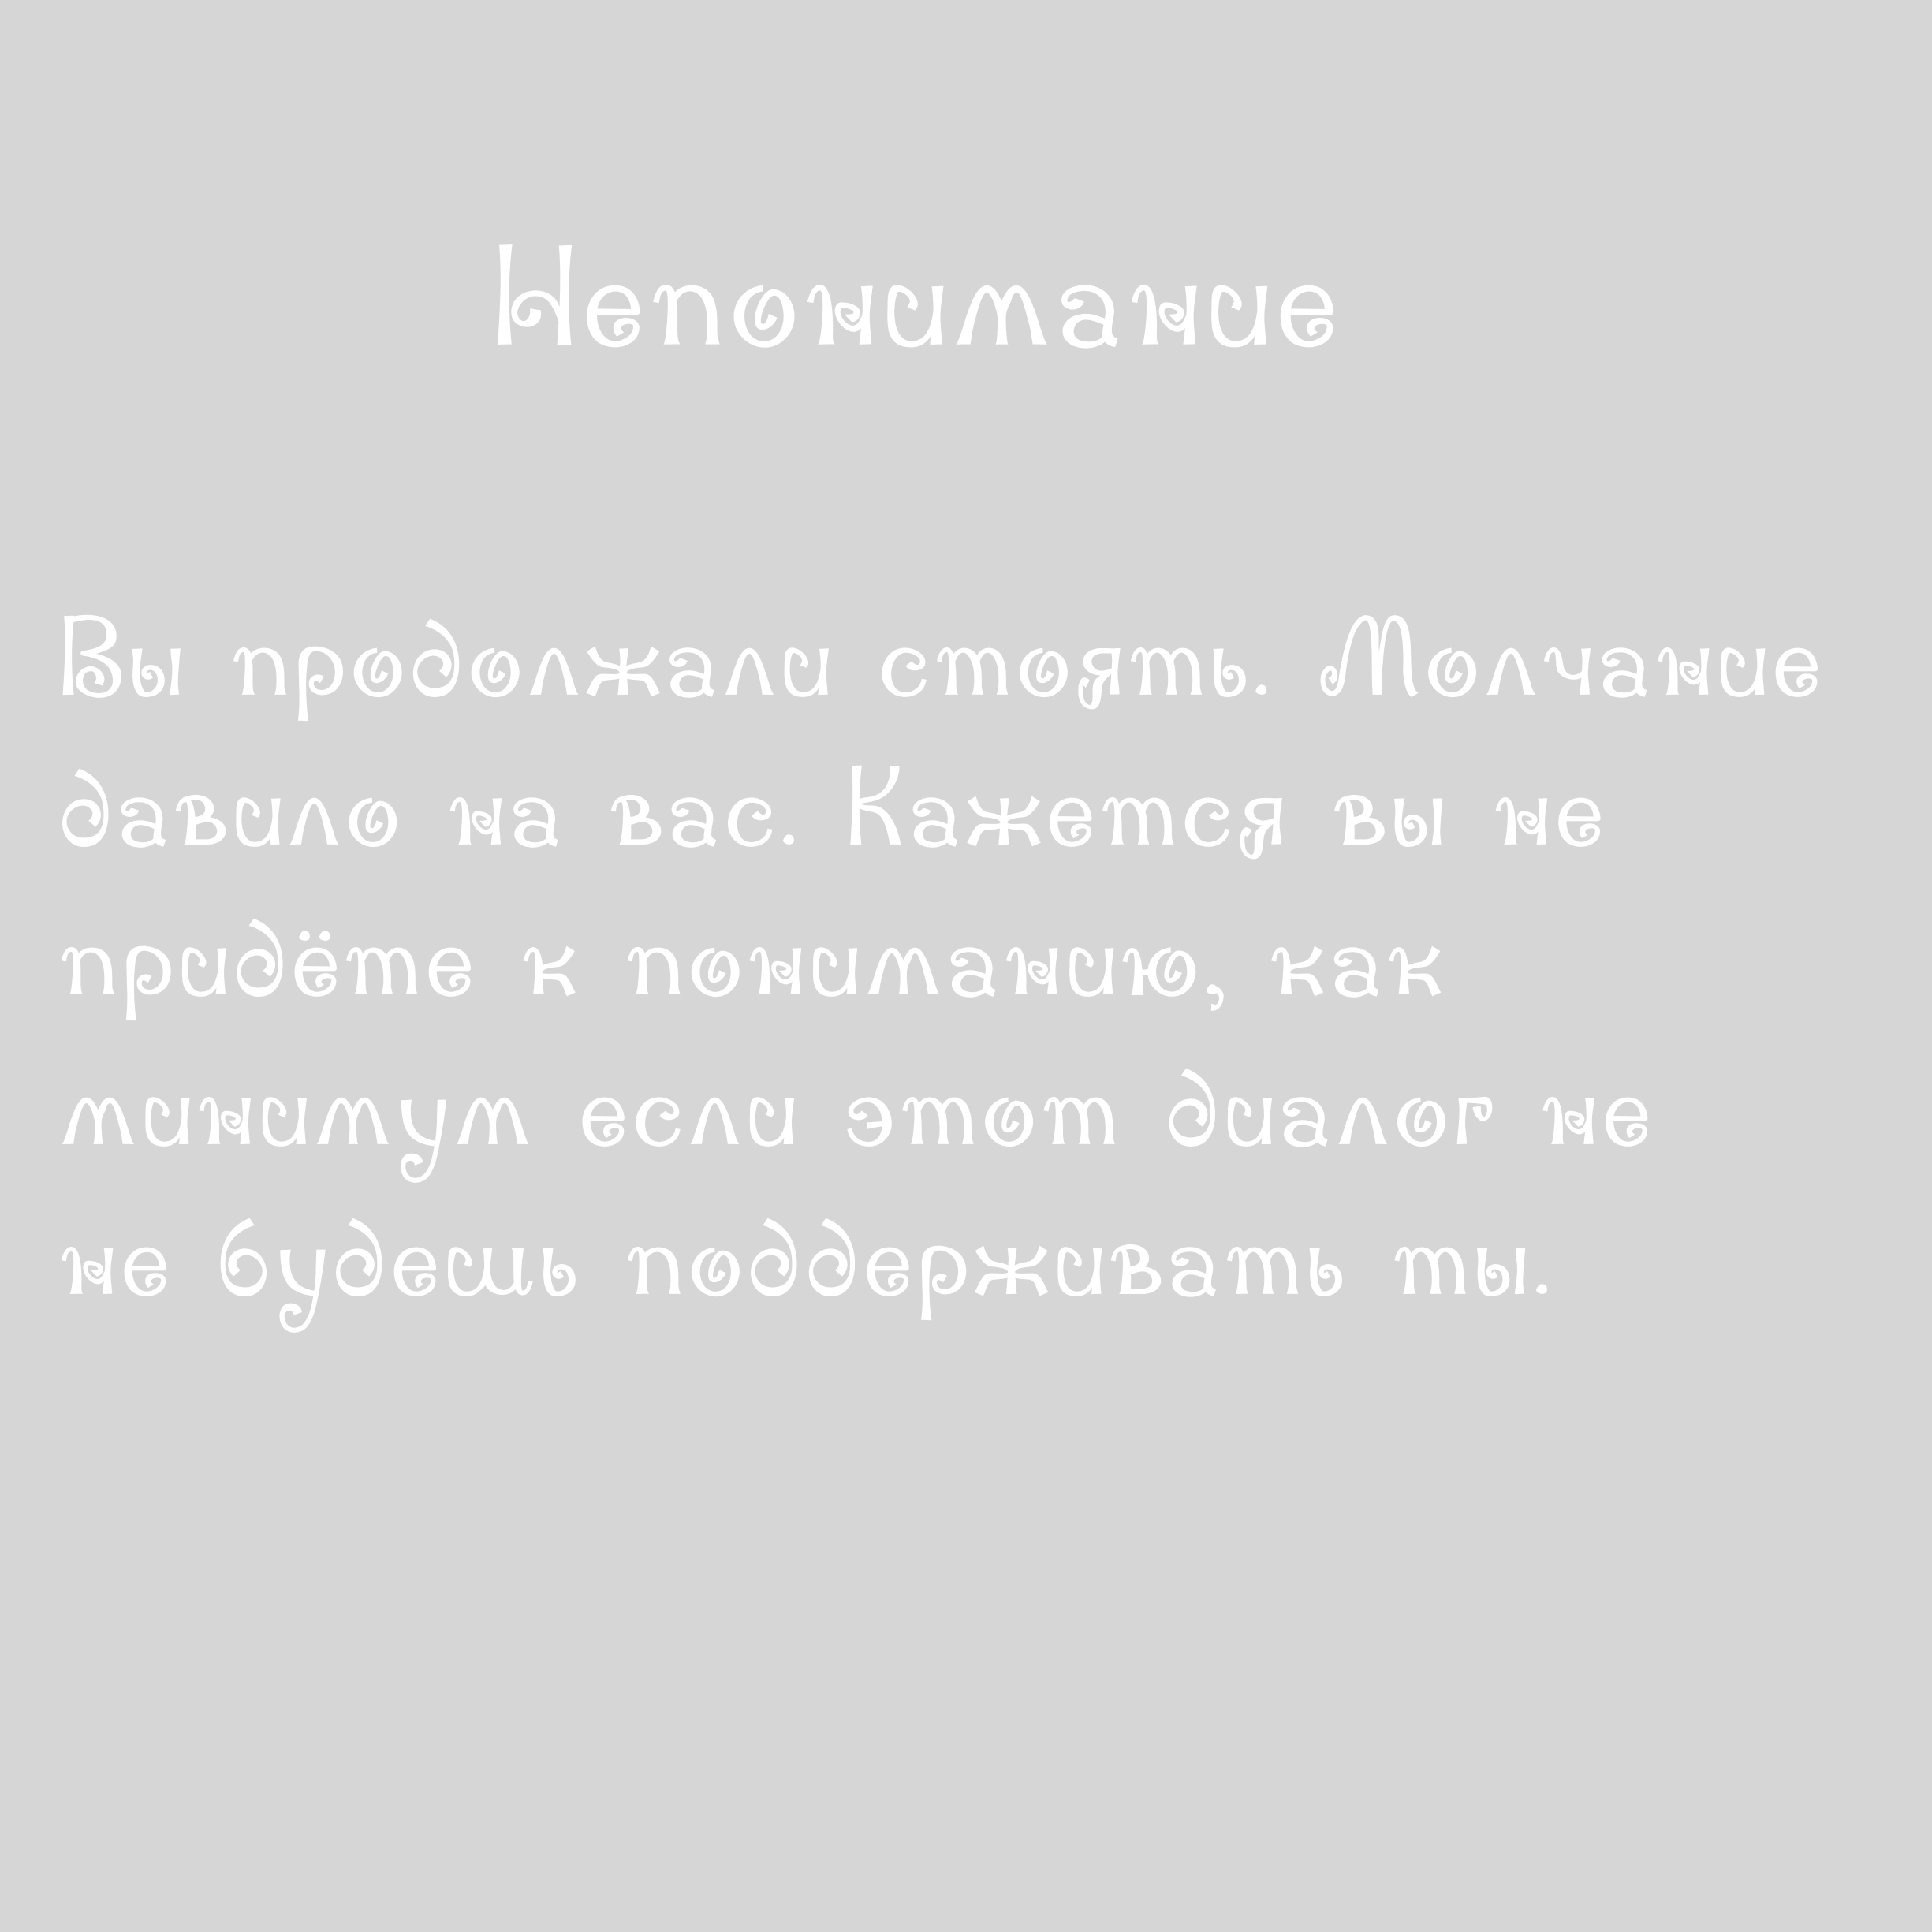 Непонимание
Вы продолжали стоять. Молчание
давило на вас. Кажется, вы не
придёте к пониманию, как
минимум если этот диалог не
не будешь поддерживать ты.